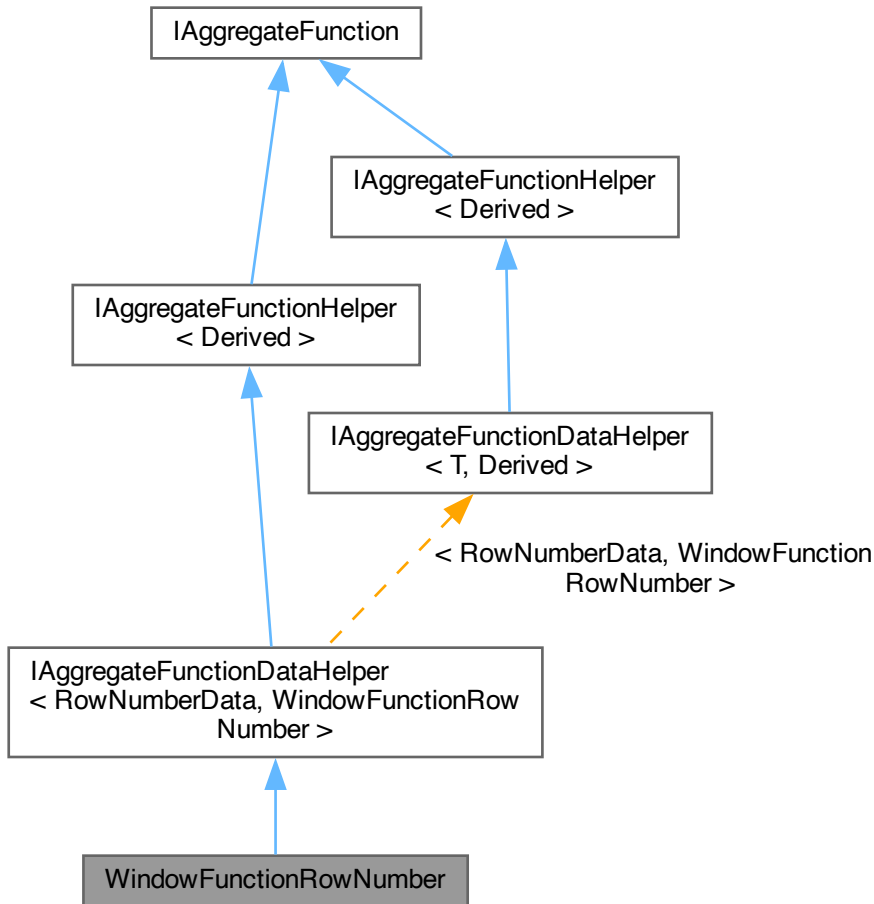 IAggregateFunction
IAggregateFunctionHelper
< Derived >
IAggregateFunctionHelper
< Derived >
IAggregateFunctionDataHelper
< T, Derived >
< RowNumberData, WindowFunction
RowNumber >
IAggregateFunctionDataHelper
< RowNumberData, WindowFunctionRow
Number >
WindowFunctionRowNumber